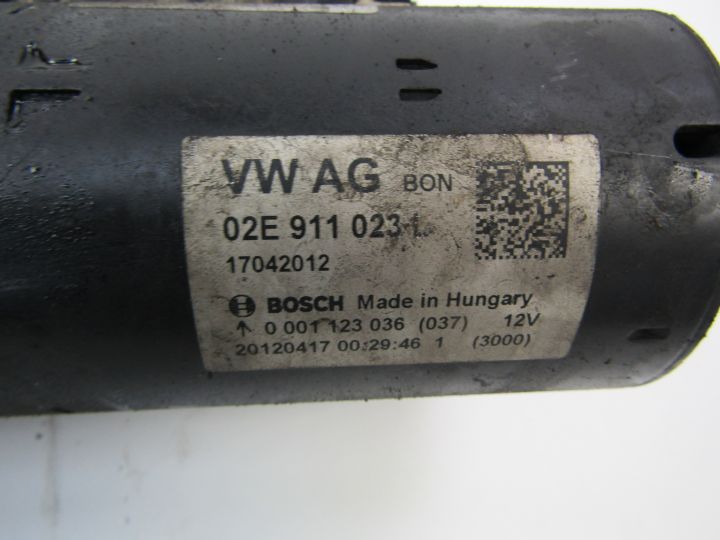 VW AG BON
02E 911 023 L
17042012
BOSCH Made in Hungary
↑ 0 001 123 036 (037) 12V
20120417 00:29:46 1 (3000)